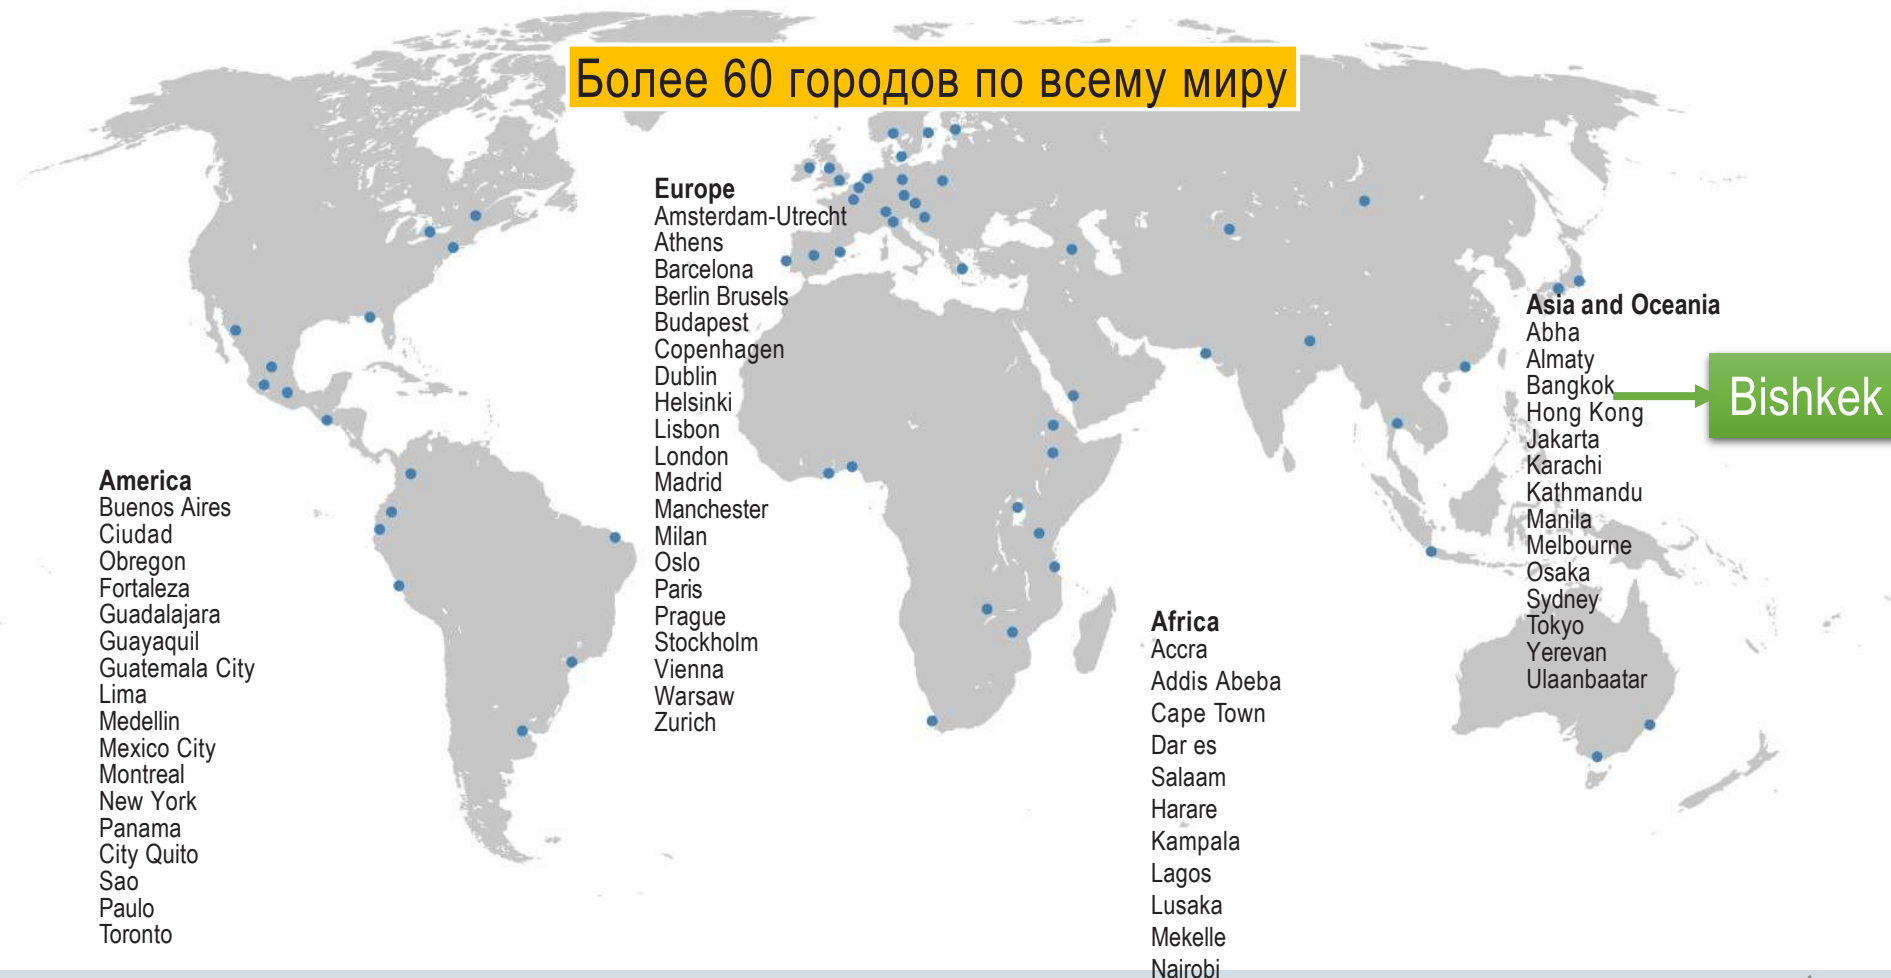 Более 60 городов по всему миру
Europe
Amsterdam-Utrecht
Athens
Barcelona
Berlin Brusels
Budapest
Copenhagen
Dublin
Helsinki
Lisbon
London
Madrid
Manchester
Milan
Oslo
Paris
Prague
Stockholm
Vienna
Warsaw
Zurich
Asia and Oceania
Abha
Almaty
Bangkok
Hong Kong
Jakarta
Karachi
Kathmandu
Manila
Melbourne
Osaka
Sydney
Tokyo
Yerevan
Ulaanbaatar
Bishkek
America
Buenos Aires
Ciudad
Obregon
Fortaleza
Guadalajara
Guayaquil
Guatemala City
Lima
Medellin
Mexico City
Montreal
New York
Panama
City Quito
Sao
Paulo
Toronto
Africa
Accra
Addis Abeba
Cape Town
Dar es
Salaam
Harare
Kampala
Lagos
Lusaka
Mekelle
Nairobi